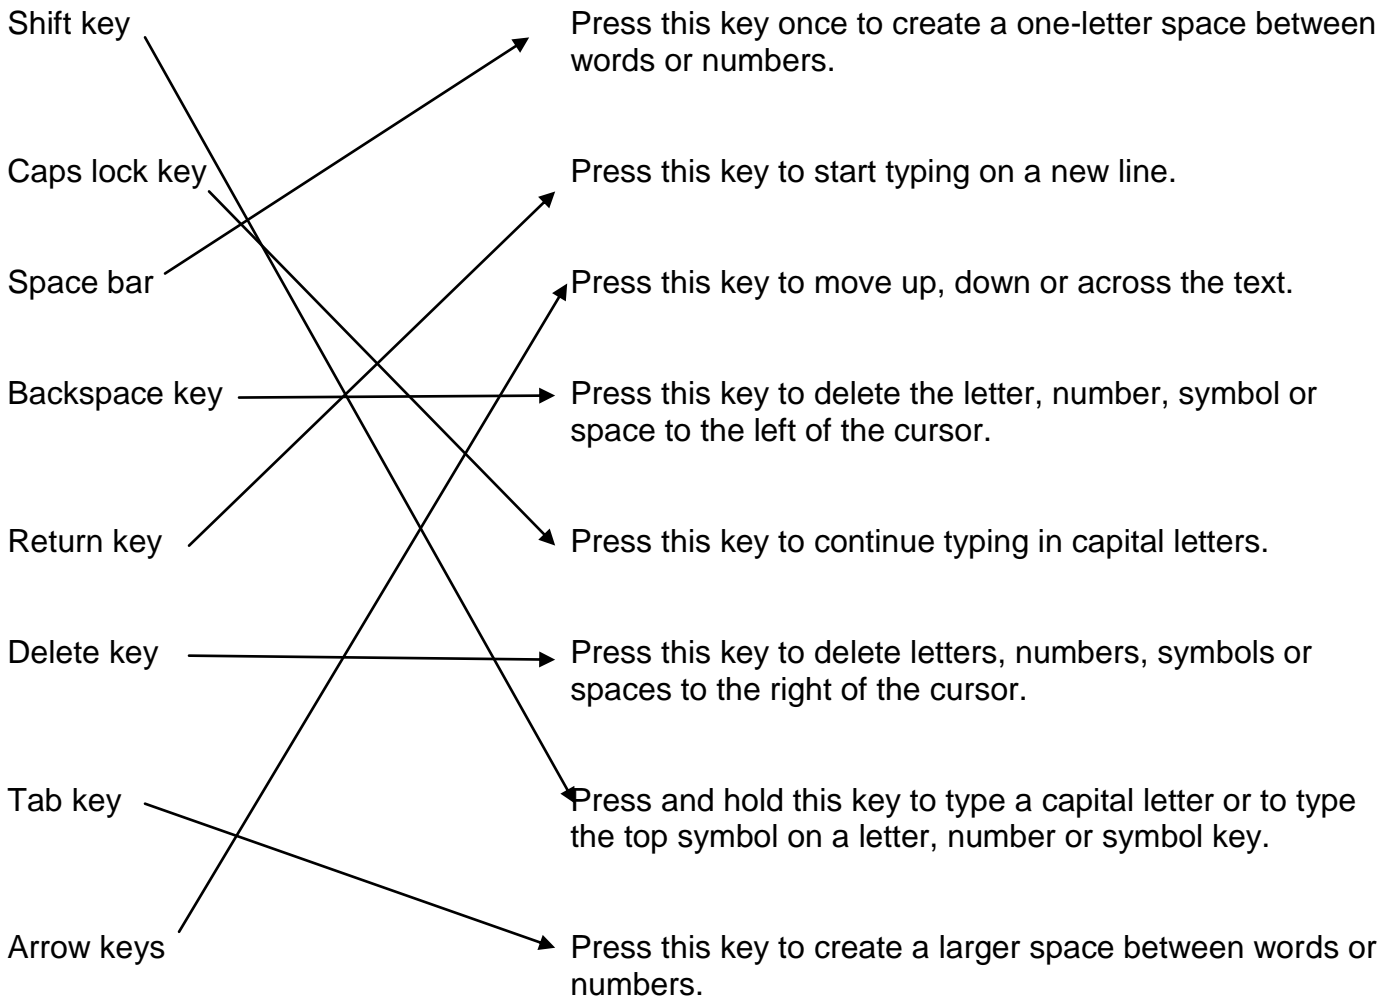 Shift key
Press this key once to create a one-letter space between
words or numbers.
Caps lock key
Press this key to start typing on a new line.
Space bar
Press this key to move up, down or across the text.
Backspace key
Press this key to delete the letter, number, symbol or
space to the left of the cursor.
Return key
Press this key to continue typing in capital letters.
Delete key
Press this key to delete letters, numbers, symbols or
spaces to the right of the cursor.
Tab key
Press and hold this key to type a capital letter or to type
the top symbol on a letter, number or symbol key.
Arrow keys
Press this key to create a larger space between words or
numbers.